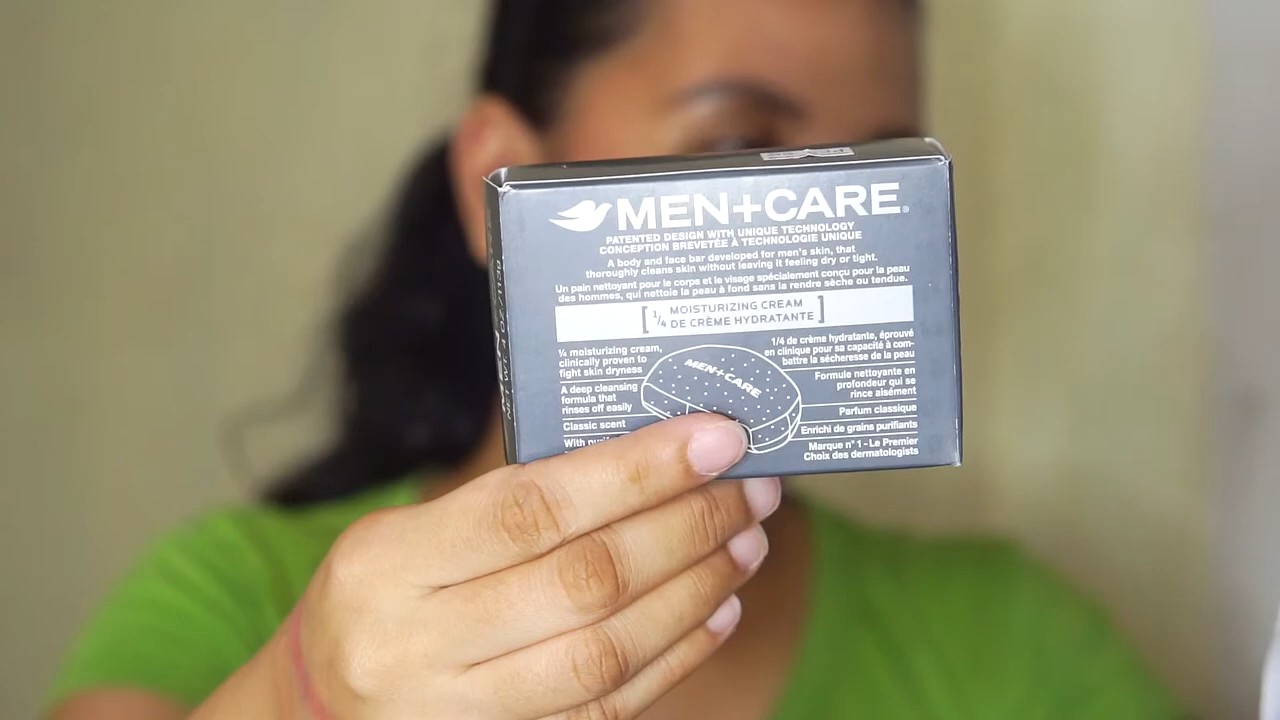 MEN+CARE®
PATENTED DESIGN WITH UNIQUE TECHNOLOGY
CONCEPTION BREVETÉE À TECHNOLOGIE UNIQUE
A body and face bar developed for men's skin, that
thoroughly cleans skin without leaving it feeling dry or tight.
Un pain nettoyant pour le corps et le visage spécialement conçu pour la peau
des hommes, qui nettoie la peau à fond sans la rendre sèche ou tendue.
[1/4 MOISTURIZING CREAM
DE CRÈME HYDRATANTE]
¼ moisturizing cream,
clinically proven to
fight skin dryness
A deep cleansing
formula that
rinses off easily
Classic scent
With
MEN+CARE
1/4 de crème hydratante, éprouvé
en clinique pour sa capacité à com-
battre la sécheresse de la peau
Formule nettoyante en
profondeur qui se
rince aisément
Parfum classique
Enrichi de grains purifiants
Marque n° 1 - Le Premier
Choix des dermatologists